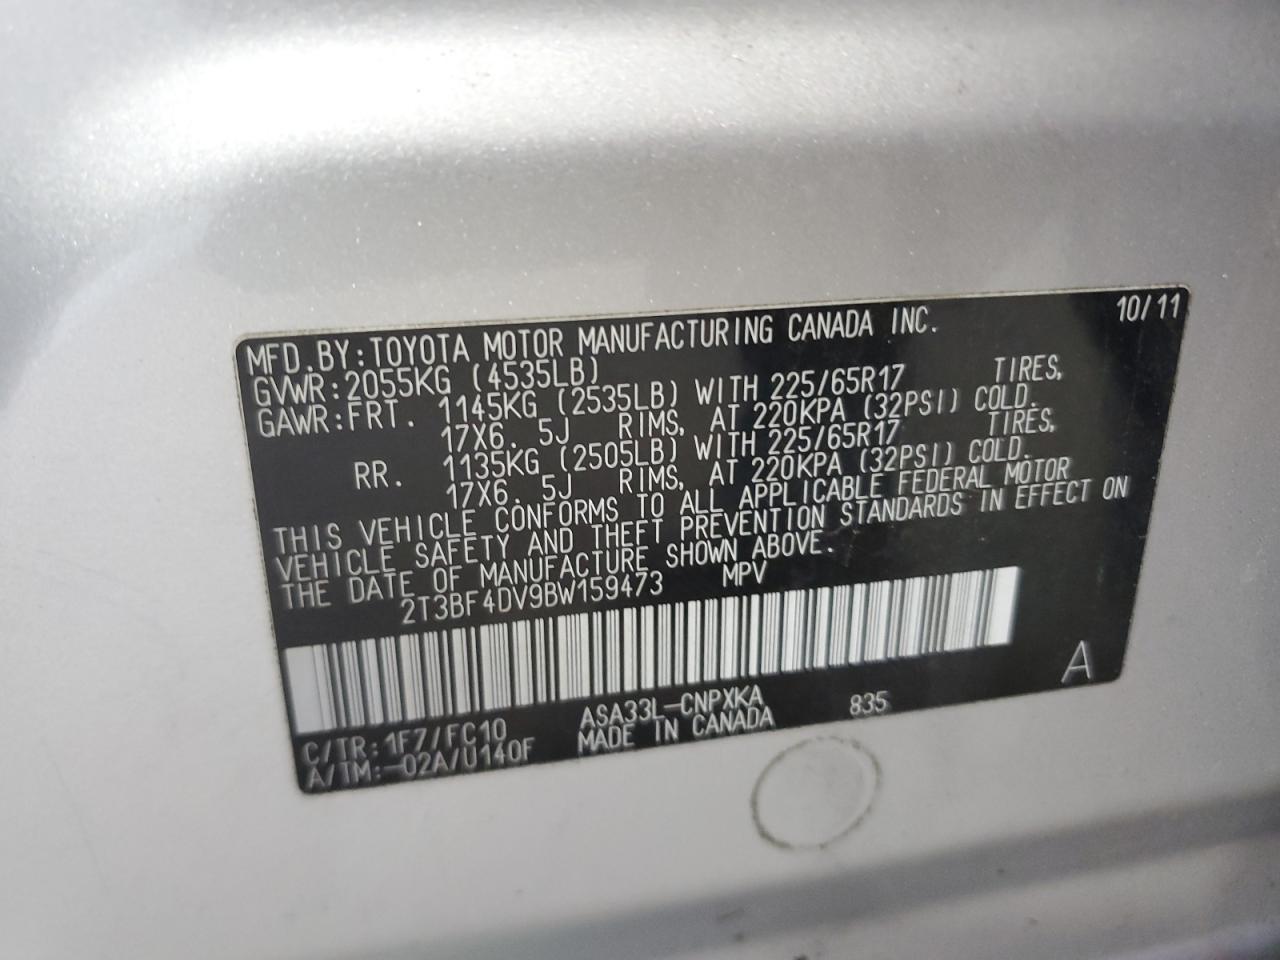 MFD.BY:TOYOTA MOTOR MANUFACTURING CANADA INC. 10/11
GVWR:2055KG (4535LB)
GAWR:FRT. 1145KG (2535LB) WITH 225/65R17 TIRES,
17X6. 5J RIMS, AT 220KPA (32PSI) COLD.
RR. 1135KG (2505LB) WITH 225/65R17 TIRES,
17X6. 5J RIMS, AT 220KPA (32PSI) COLD.
THIS VEHICLE CONFORMS TO ALL APPLICABLE FEDERAL MOTOR
VEHICLE SAFETY AND THEFT PREVENTION STANDARDS IN EFFECT ON
THE DATE OF MANUFACTURE SHOWN ABOVE.
2T3BF4DV9BW159473 MPV
A
C/TR:1F7/FC10 ASA33L-CNPXKA 835
A/TM:-02A/U140F MADE IN CANADA